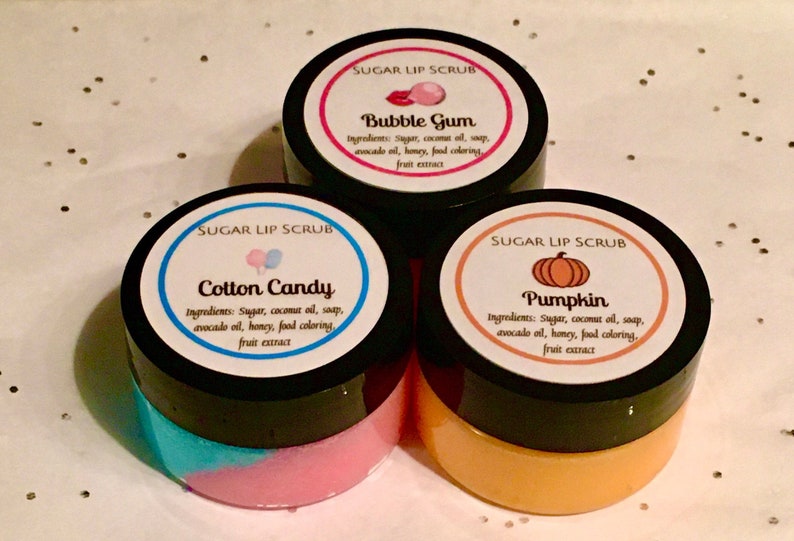 SUGAR LIP SCRUB
Bubble Gum
Ingredients: Sugar, coconut oil, soap,
avocado oil, honey, food coloring,
fruit extract
SUGAR LIP SCRUB
Cotton Candy
Ingredients: Sugar, coconut oil, soap,
avocado oil, honey, food coloring,
fruit extract
SUGAR LIP SCRUB
Pumpkin
Ingredients: Sugar, coconut oil, soap,
avocado oil, honey, food coloring,
fruit extract